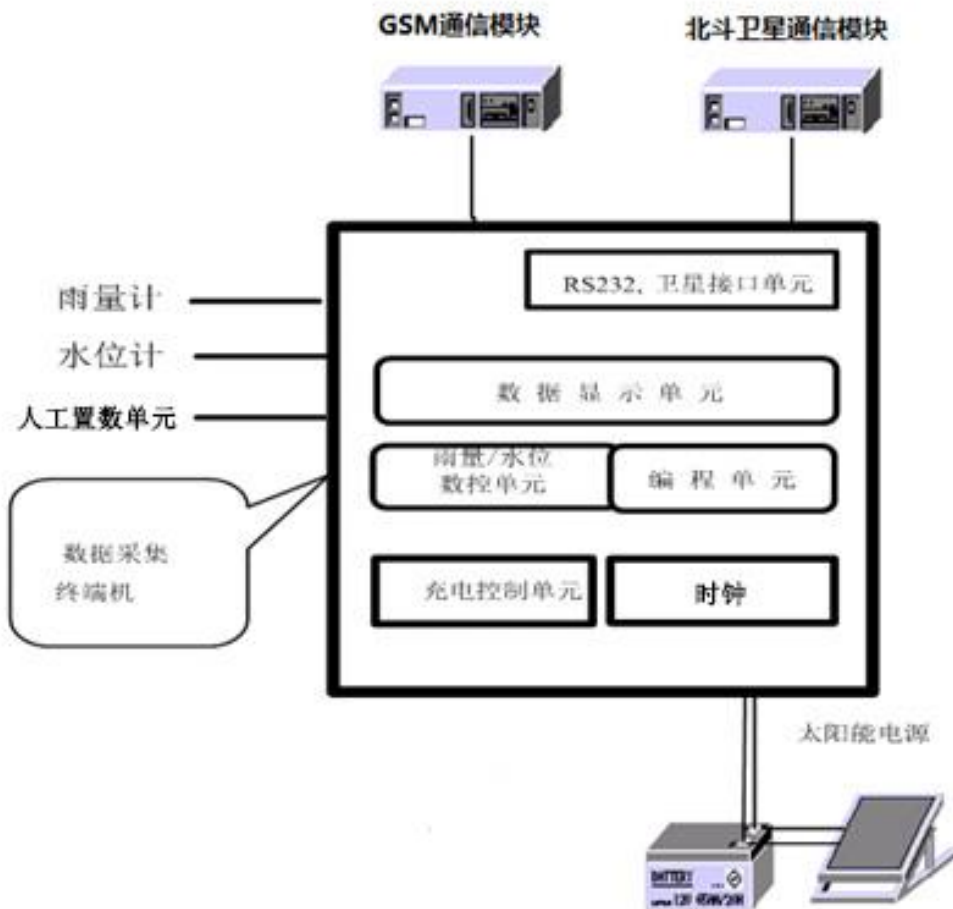 GSM通信模块
北斗卫星通信模块
RS232, 卫星接口单元
雨量计
水位计
人工置数单元
数据显示单元
雨量/水位
数控单元
编程单元
数据采集
终端机
充电控制单元
时钟
太阳能电源
BATTERY